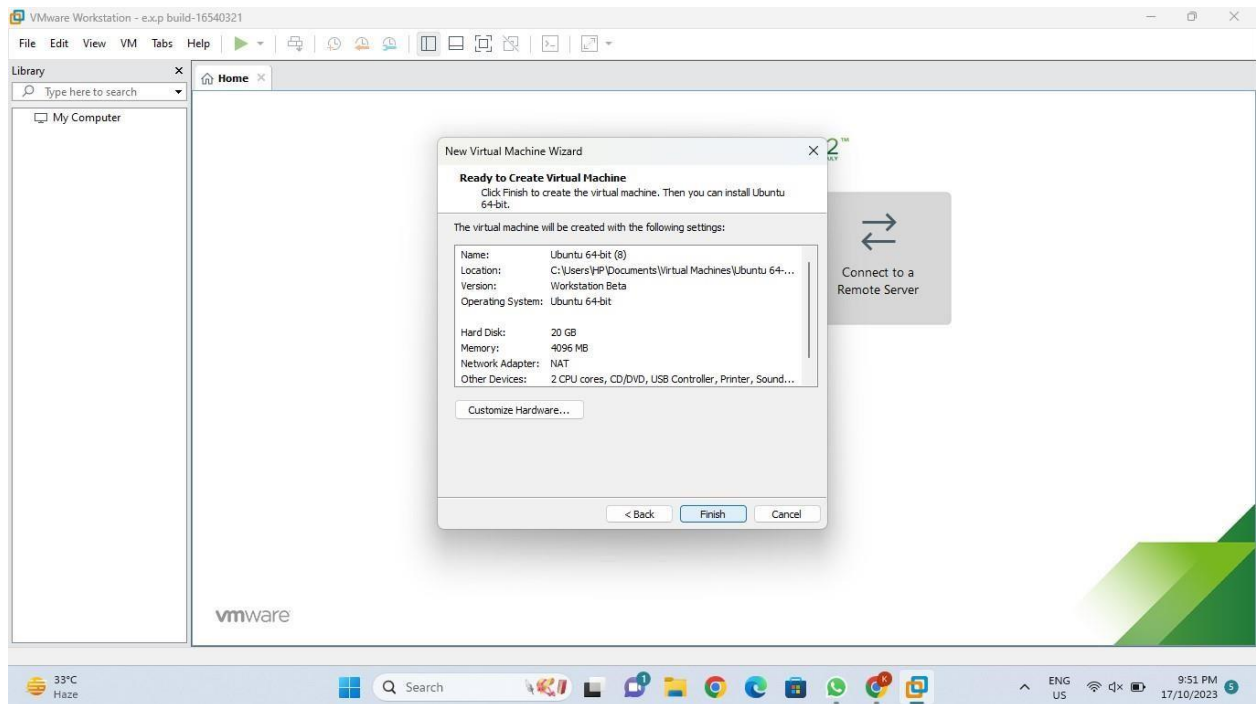 VMware Workstation - e.x.p build-16540321
File Edit View VM Tabs Help
Library
Home
Type here to search
My Computer
New Virtual Machine Wizard
2™
Ready to Create Virtual Machine
Click Finish to create the virtual machine. Then you can install Ubuntu
64-bit.
The virtual machine will be created with the following settings:
Name: Ubuntu 64-bit (8)
Location: C:\Users\HP\Documents\Virtual Machines\Ubuntu 64-...
Version: Workstation Beta
Operating System: Ubuntu 64-bit
Hard Disk: 20 GB
Memory: 4096 MB
Network Adapter: NAT
Other Devices: 2 CPU cores, CD/DVD, USB Controller, Printer, Sound...
Customize Hardware...
< Back Finish Cancel
Connect to a
Remote Server
vmware
33°C
Haze
Search
1
K
ENG
US
9:51 PM
17/10/2023
5